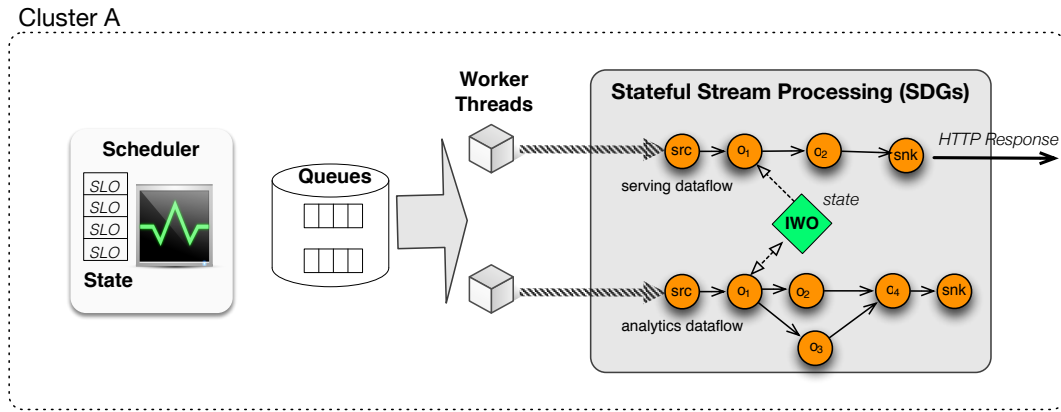 Cluster A
Scheduler
SLO
SLO
SLO
SLO
State
Queues
Worker
Threads
Stateful Stream Processing (SDGs)
src
o1
o2
snk
HTTP Response
serving dataflow
state
IWO
src
o1
o2
o4
snk
analytics dataflow
o3